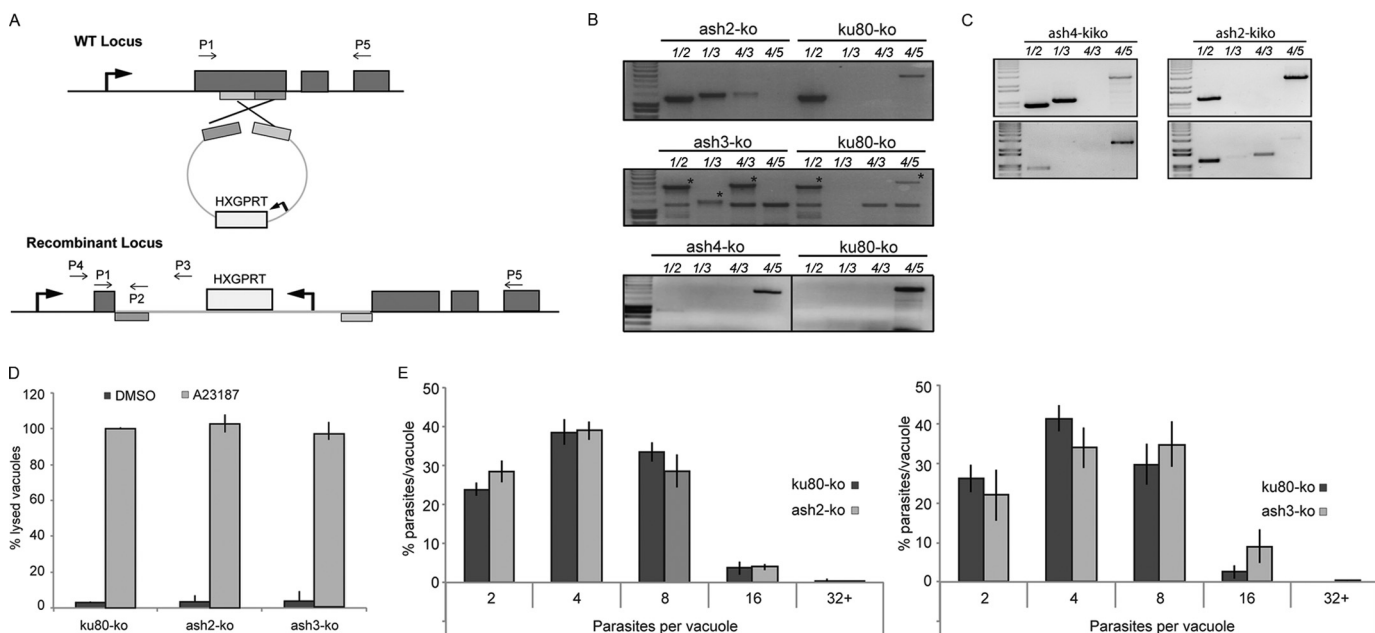 A
WT Locus
P1
P5
HXGPRT
Recombinant Locus
P4
P1
P2
P3
HXGPRT
P5
B
ash2-ko ku80-ko
1/2 1/3 4/3 4/5 1/2 1/3 4/3 4/5
ash3-ko ku80-ko
1/2 1/3 4/3 4/5 1/2 1/3 4/3 4/5
* * * * *
ash4-ko ku80-ko
1/2 1/3 4/3 4/5 1/2 1/3 4/3 4/5
C
ash4-kiko ash2-kiko
1/2 1/3 4/3 4/5 1/2 1/3 4/3 4/5
D
DMSO A23187
120
100
80
60
40
20
0
% lysed vacuoles
ku80-ko ash2-ko ash3-ko
E
50
40
30
20
10
0
% parasites/vacuole
ku80-ko
ash2-ko
2 4 8 16 32+
Parasites per vacuole
50
40
30
20
10
0
% parasites/vacuole
ku80-ko
ash3-ko
2 4 8 16 32+
Parasites per vacuole